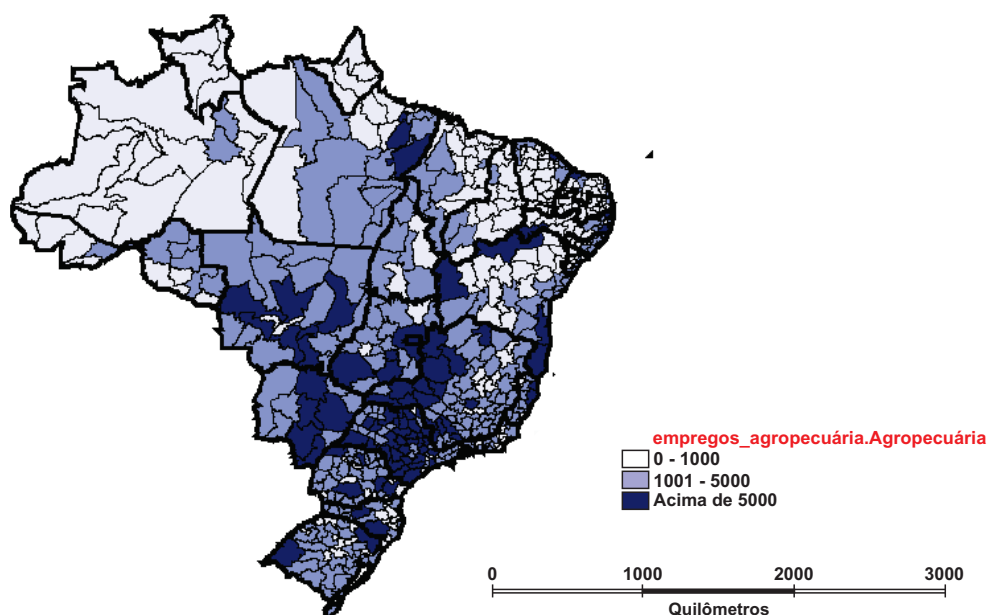 empregos_agropecuária.Agropecuária
0 - 1000
1001 - 5000
Acima de 5000
0 1000 2000 3000
Quilômetros